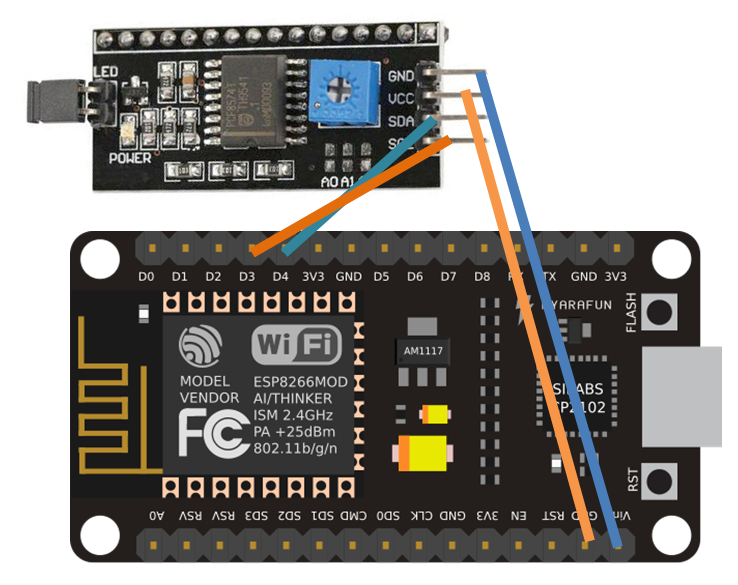 LED
GND
VCC
SDA
POWER
PCF8574T
A0 A1
D0 D1 D2 D3 D4 3V3 GND D5 D6 D7 D8 RX TX GND 3V3
FLASH
WiFi
AM1117
MODEL
VENDOR
ESP8266MOD
AI/THINKER
ISM 2.4GHz
PA +25dBm
802.11b/g/n
FC
RST
A0 RSV RSV SD3 SD2 SD1 CMD SD0 CLK GND 3V3 EN RST GND Vin